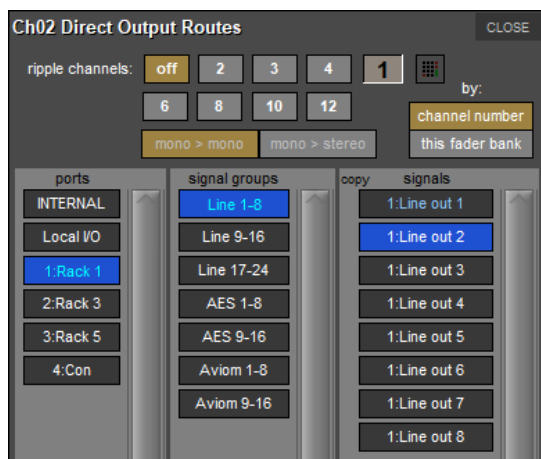 Ch02 Direct Output Routes CLOSE
ripple channels: off 2 3 4 1
by:
6 8 10 12 channel number
mono > mono mono > stereo this fader bank
ports signal groups copy signals
INTERNAL Line 1-8 1:Line out 1
Local I/O Line 9-16 1:Line out 2
1:Rack 1 Line 17-24 1:Line out 3
2:Rack 3 AES 1-8 1:Line out 4
3:Rack 5 AES 9-16 1:Line out 5
4:Con Aviom 1-8 1:Line out 6
Aviom 9-16 1:Line out 7
1:Line out 8